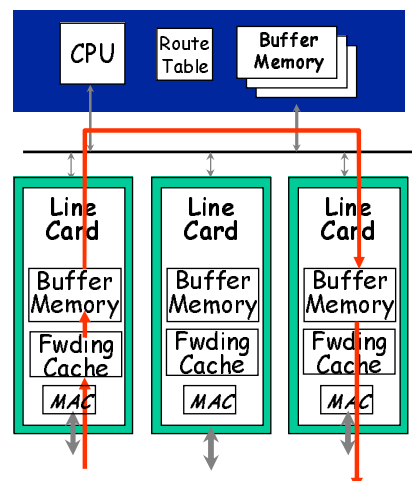 CPU
Route
Table
Buffer
Memory
Line
Card
Buffer
Memory
Fwding
Cache
MAC
Line
Card
Buffer
Memory
Fwding
Cache
MAC
Line
Card
Buffer
Memory
Fwding
Cache
MAC